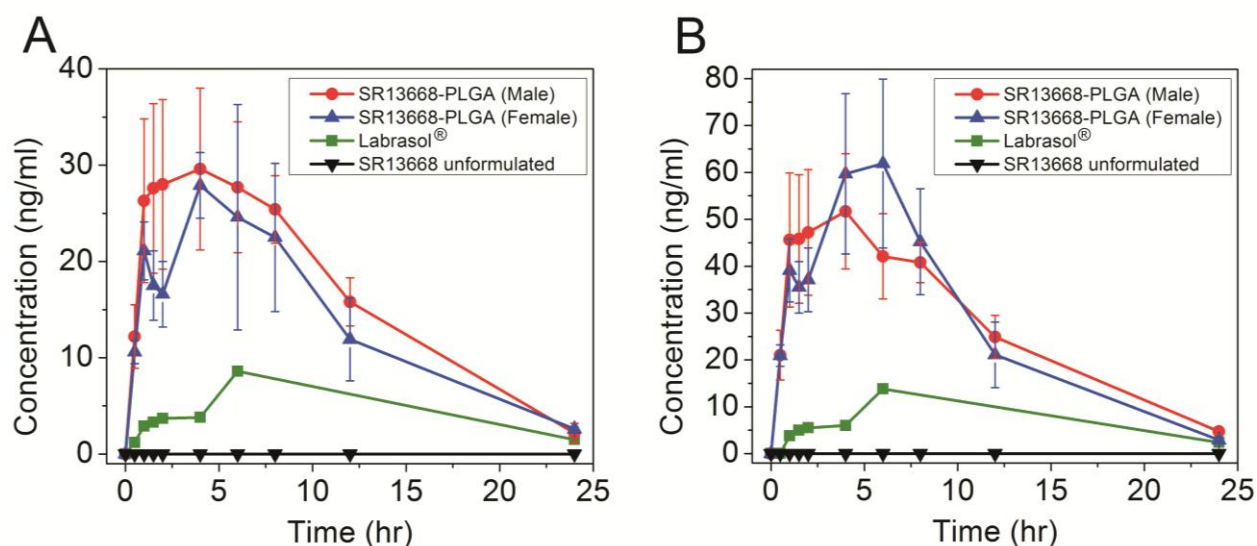 A
Concentration (ng/ml)
40
30
20
10
0
SR13668-PLGA (Male)
SR13668-PLGA (Female)
Labrasol®
SR13668 unformulated
0 5 10 15 20 25
Time (hr)
B
Concentration (ng/ml)
80
70
60
50
40
30
20
10
0
SR13668-PLGA (Male)
SR13668-PLGA (Female)
Labrasol®
SR13668 unformulated
0 5 10 15 20 25
Time (hr)